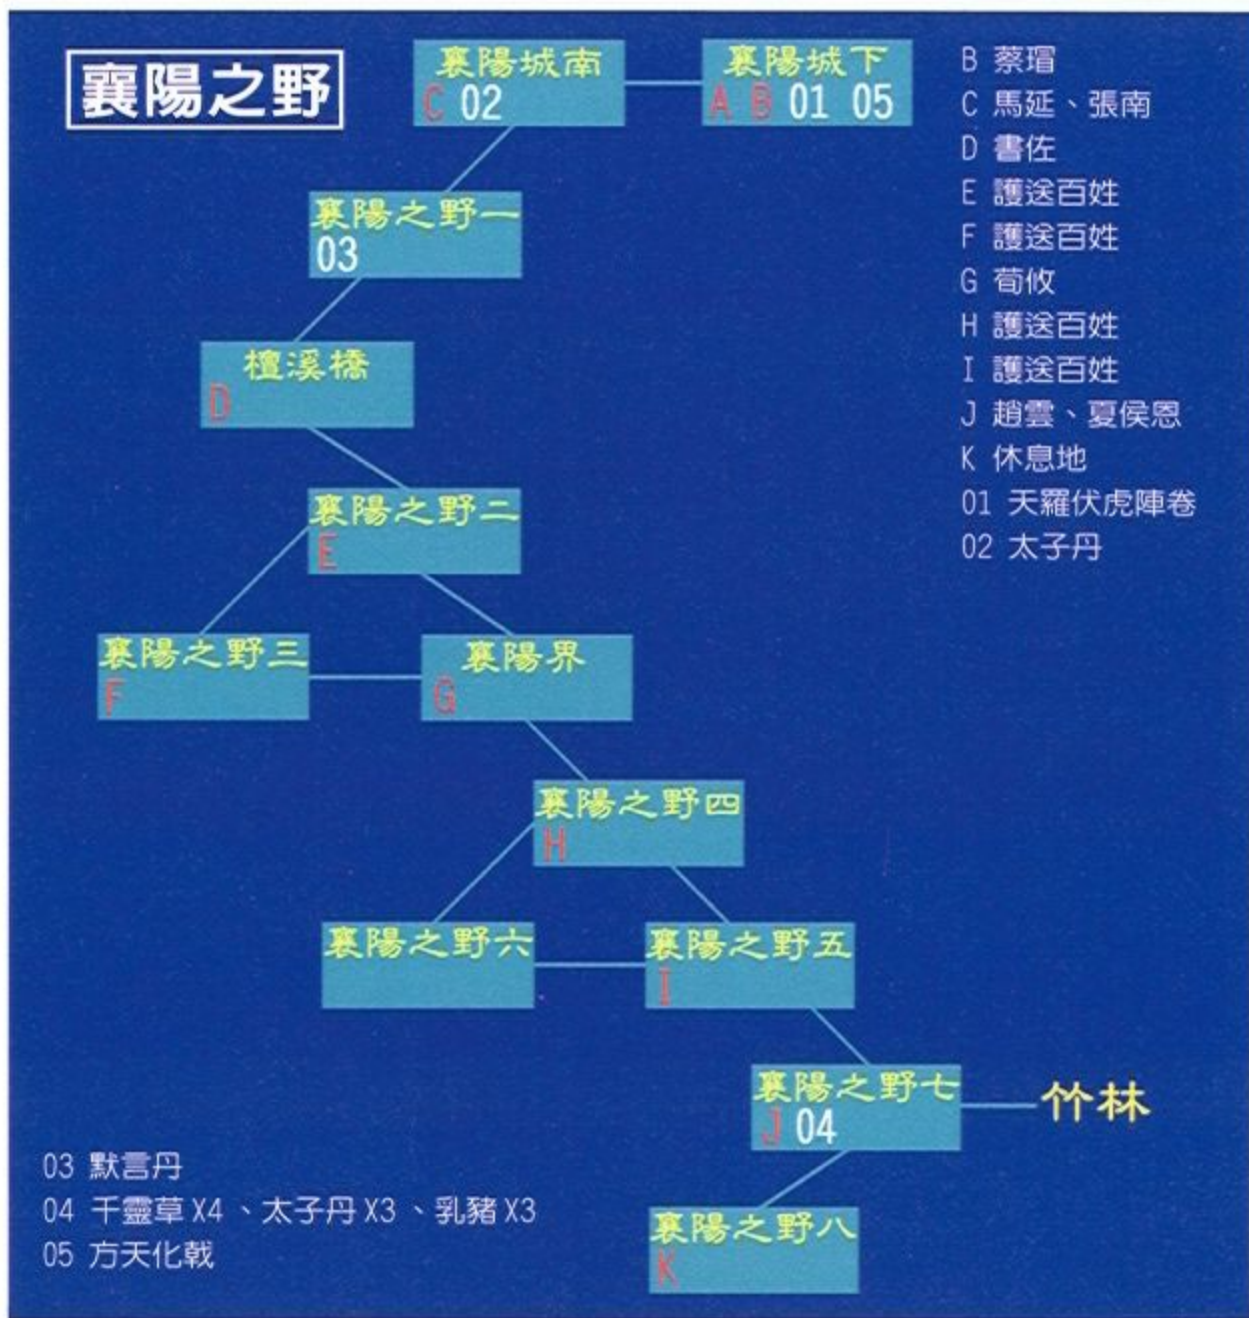 襄陽之野
襄陽城南
C 02
襄陽城下
A B 01 05
襄陽之野一
03
檀溪橋
D
襄陽之野二
E
襄陽之野三
F
襄陽界
G
襄陽之野四
H
襄陽之野六
襄陽之野五
I
襄陽之野七
J 04
竹林
襄陽之野八
K
B 蔡瑁
C 馬延、張南
D 書佐
E 護送百姓
F 護送百姓
G 荀攸
H 護送百姓
I 護送百姓
J 趙雲、夏侯恩
K 休息地
01 天羅伏虎陣卷
02 太子丹
03 默言丹
04 千靈草X4、太子丹X3、乳豬X3
05 方天化戟